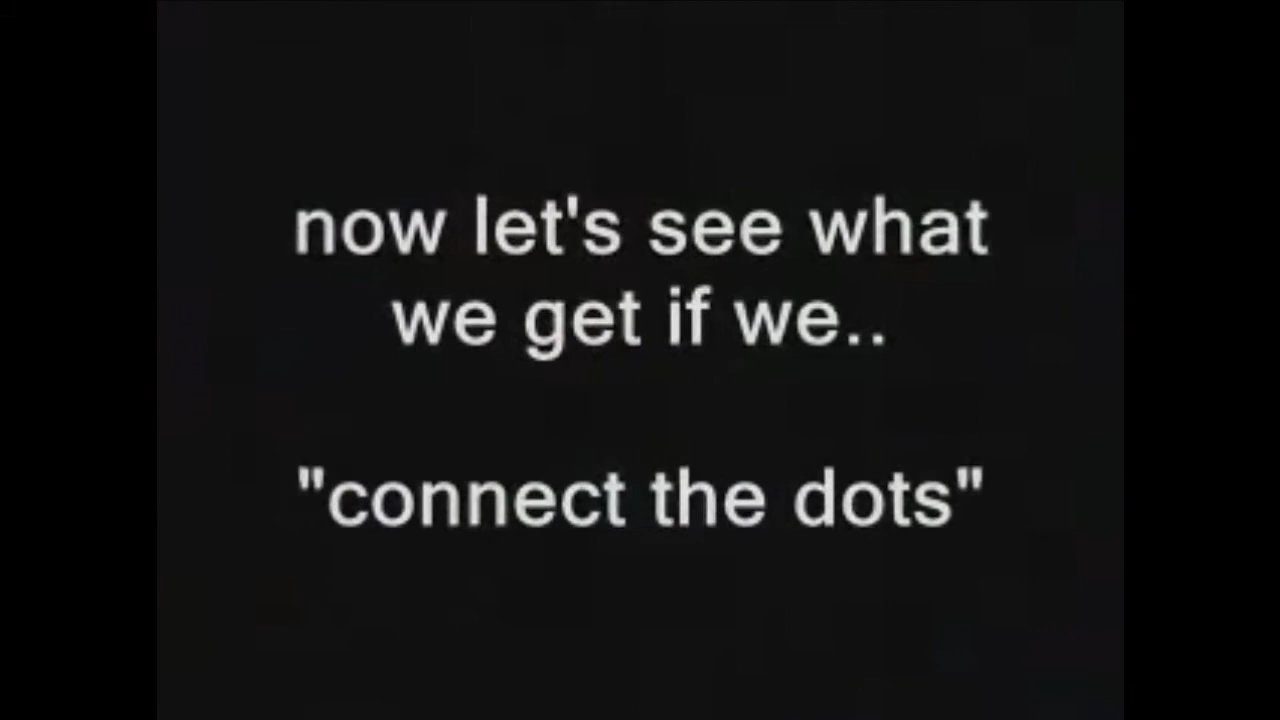 now let's see what
we get if we..
"connect the dots"